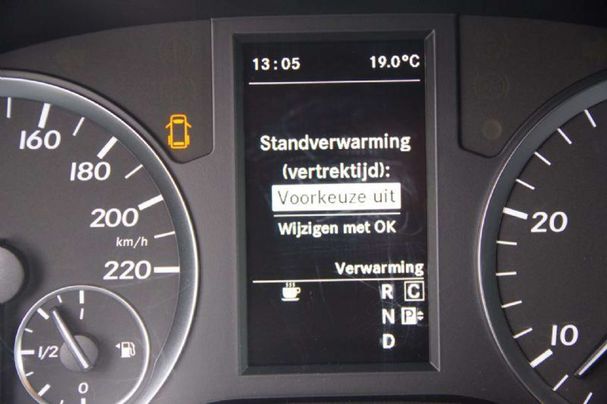 13:05 19.0°C
Standverwarming
(vertrektijd):
Voorkeuze uit
Wijzigen met OK
Verwarming
R C
N P
D
160
180
200
km/h
220
1
1/2
0
20
10